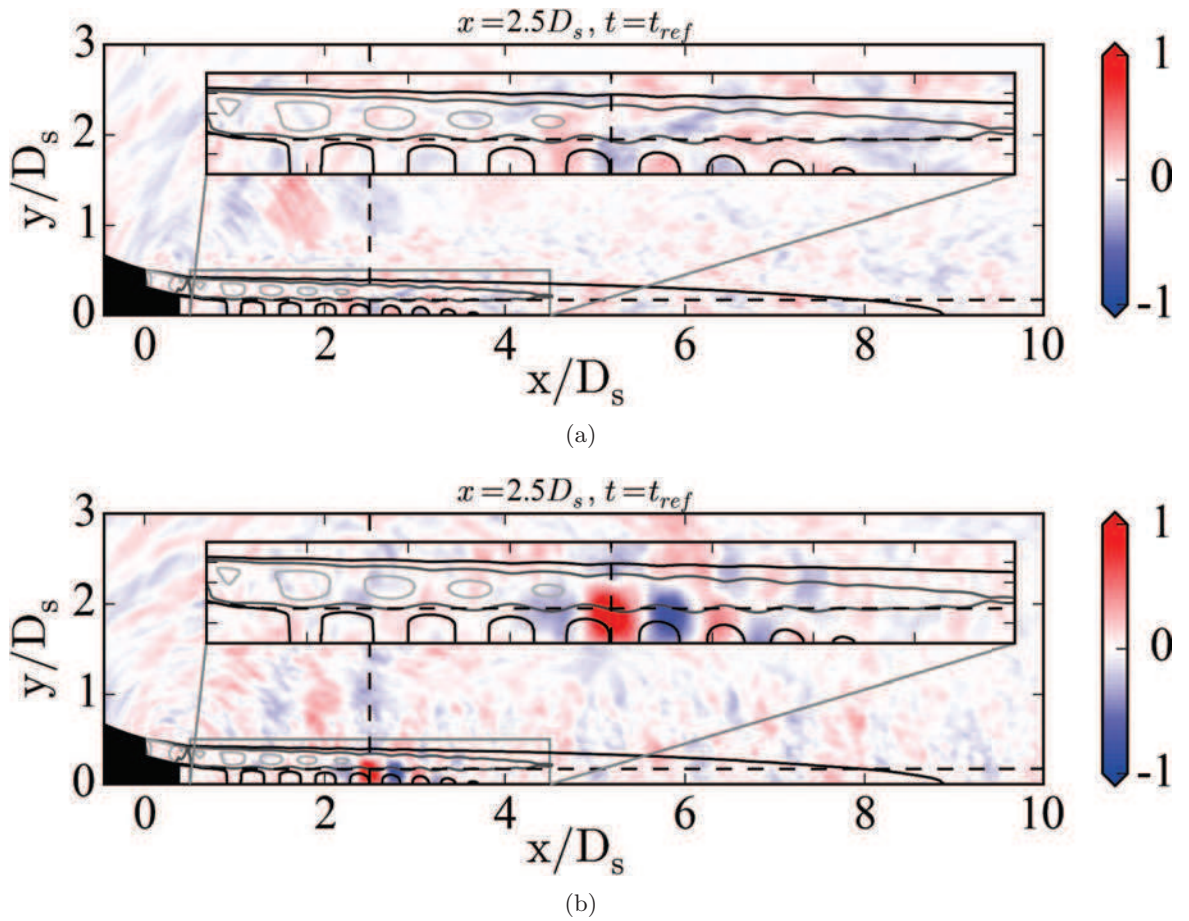 x=2.5D_s, t=t_ref
3
2
1
0
y/D_s
0 2 4 6 8 10
x/D_s
1
0
-1
(a)
x=2.5D_s, t=t_ref
3
2
1
0
y/D_s
0 2 4 6 8 10
x/D_s
1
0
-1
(b)